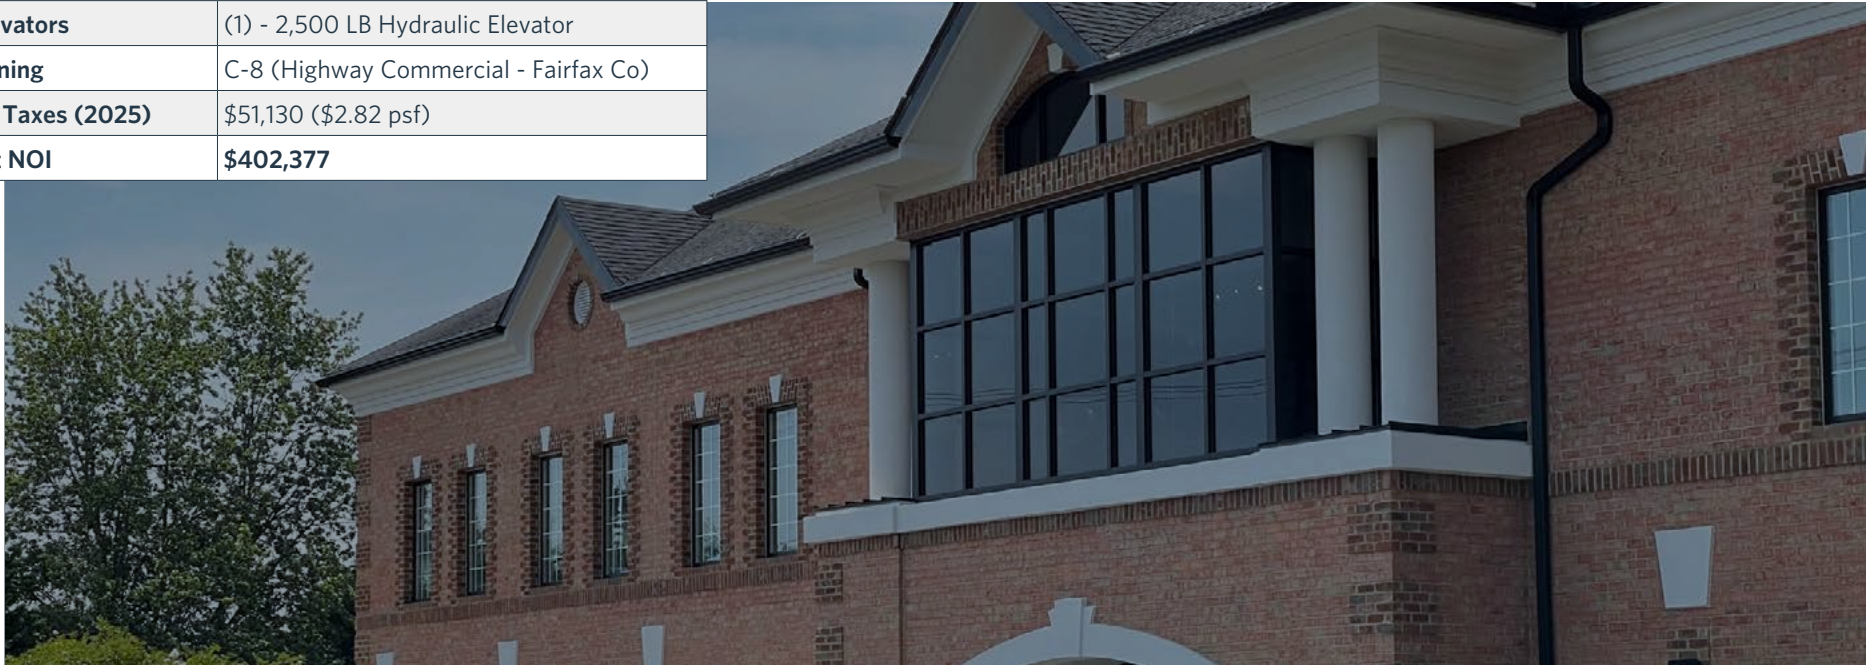 vators (1) - 2,500 LB Hydraulic Elevator
ning C-8 (Highway Commercial - Fairfax Co)
Taxes (2025) $51,130 ($2.82 psf)
NOI $402,377